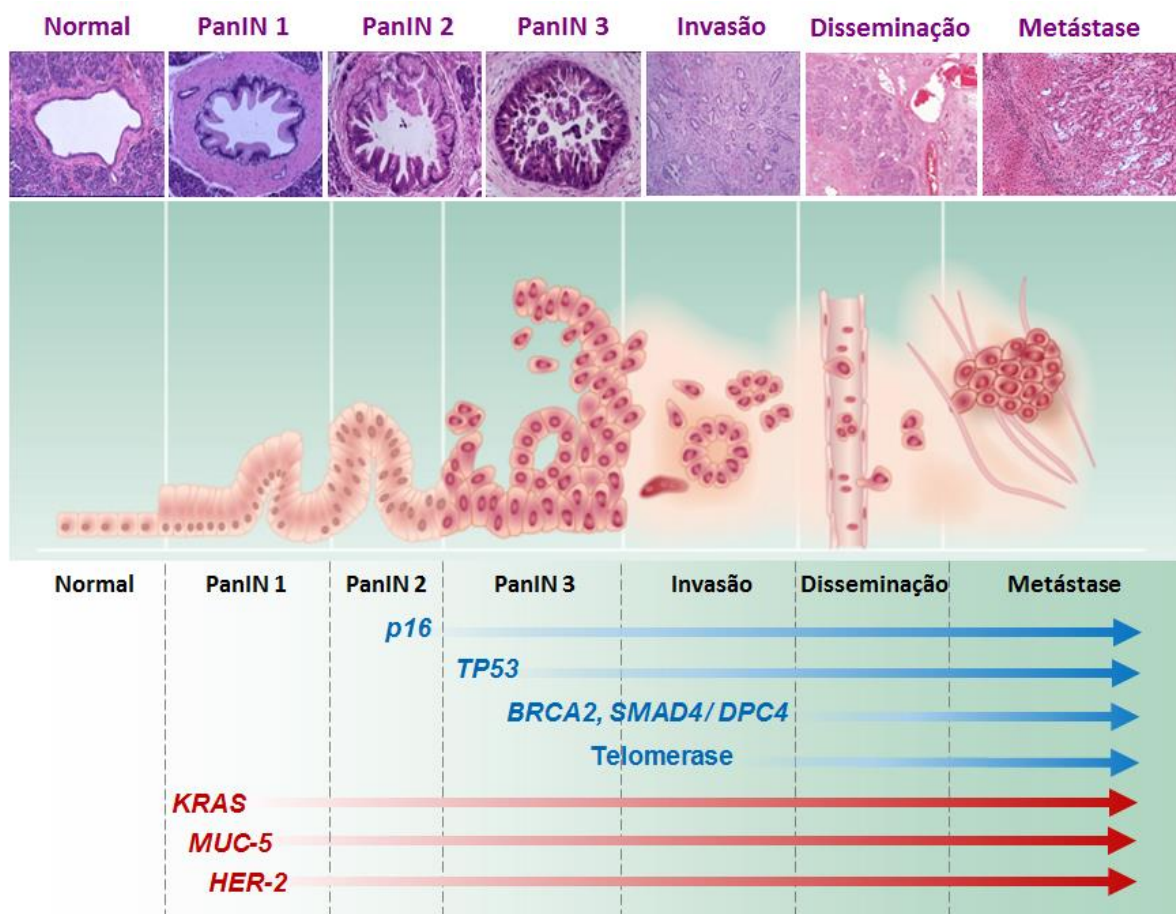 Normal PanIN 1 PanIN 2 PanIN 3 Invasão Disseminação Metástase
Normal PanIN 1 PanIN 2 PanIN 3 Invasão Disseminação Metástase
p16
TP53
BRCA2, SMAD4/ DPC4
Telomerase
KRAS
MUC-5
HER-2